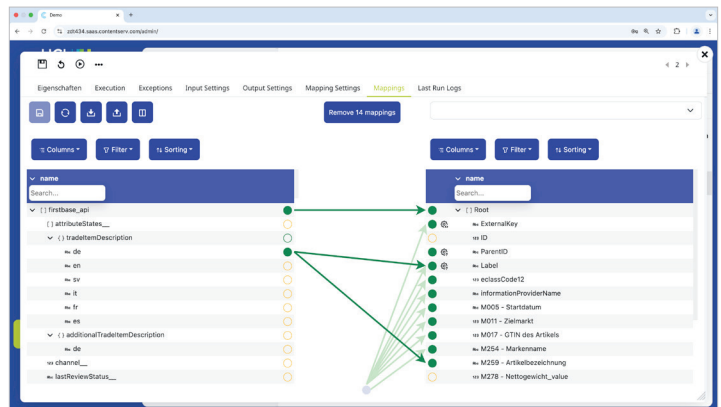 Demo
zdt434.saas.contentserv.com/admin/
2
Eigenschaften Execution Exceptions Input Settings Output Settings Mapping Settings Mappings Last Run Logs
Remove 14 mappings
Columns Filter Sorting
Columns Filter Sorting
name
name
Search...
Search...
{ } firstbase_api
{ } Root
{ } attributeStates__
ExternalKey
{ } tradeItemDescription
ID
de
ParentID
en
Label
sv
eclassCode12
it
informationProviderName
fr
M005 - Startdatum
es
M011 - Zielmarkt
{ } additionalTradeItemDescription
M017 - GTIN des Artikels
de
M254 - Markenname
channel__
M259 - Artikelbezeichnung
lastReviewStatus__
M278 - Nettogewicht_value